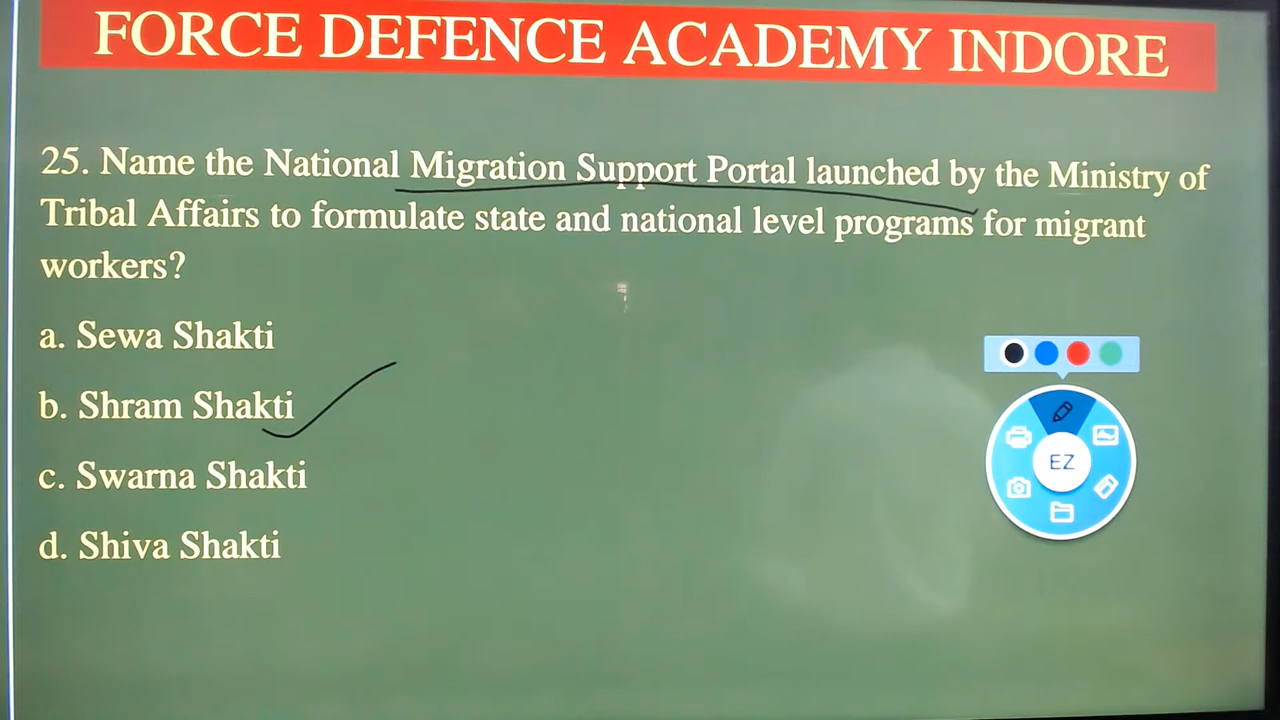 FORCE DEFENCE ACADEMY INDORE
25. Name the National Migration Support Portal launched by the Ministry of
Tribal Affairs to formulate state and national level programs for migrant
workers?
a. Sewa Shakti
b. Shram Shakti
c. Swarna Shakti
d. Shiva Shakti
EZ